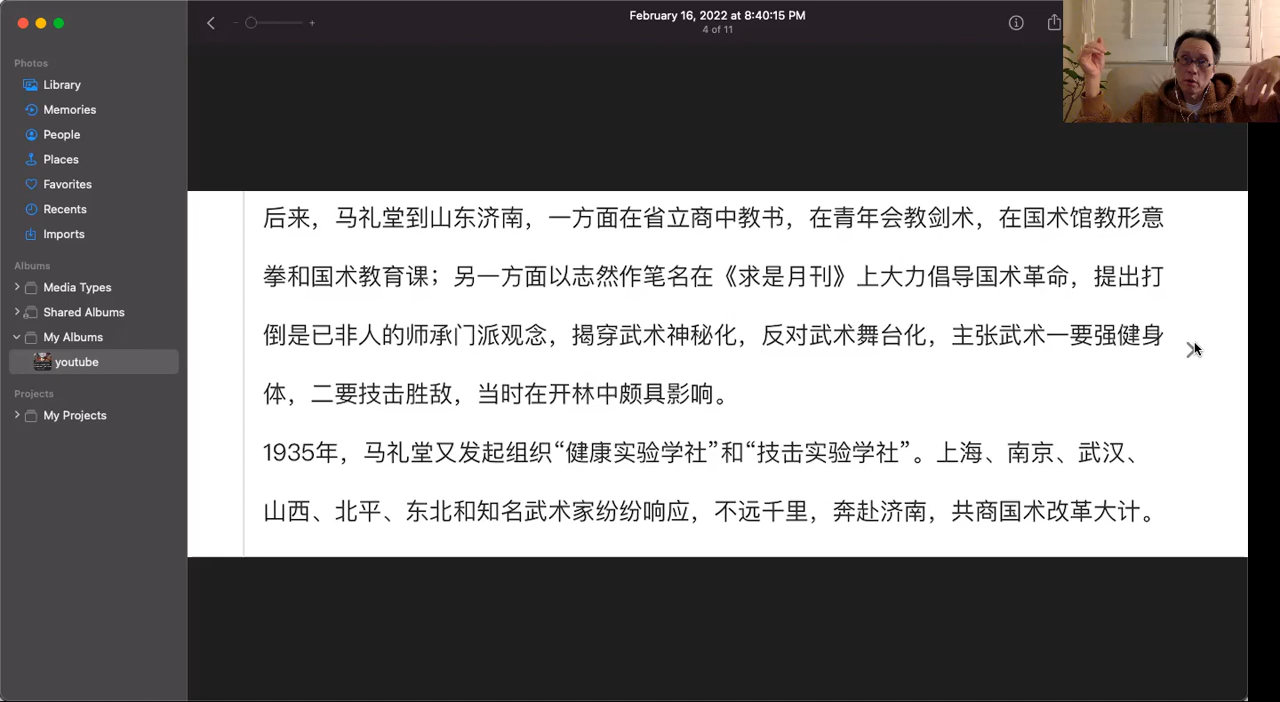 February 16, 2022 at 8:40:15 PM
4 of 11
Photos
Library
Memories
People
Places
Favorites
Recents
Imports
Albums
Media Types
Shared Albums
My Albums
youtube
Projects
My Projects
后来，马礼堂到山东济南，一方面在省立商中教书，在青年会教剑术，在国术馆教形意
拳和国术教育课；另一方面以志然作笔名在《求是月刊》上大力倡导国术革命，提出打
倒是已非人的师承门派观念，揭穿武术神秘化，反对武术舞台化，主张武术一要强健身
体，二要技击胜敌，当时在开林中颇具影响。
1935年，马礼堂又发起组织“健康实验学社”和“技击实验学社”。上海、南京、武汉、
山西、北平、东北和知名武术家纷纷响应，不远千里，奔赴济南，共商国术改革大计。